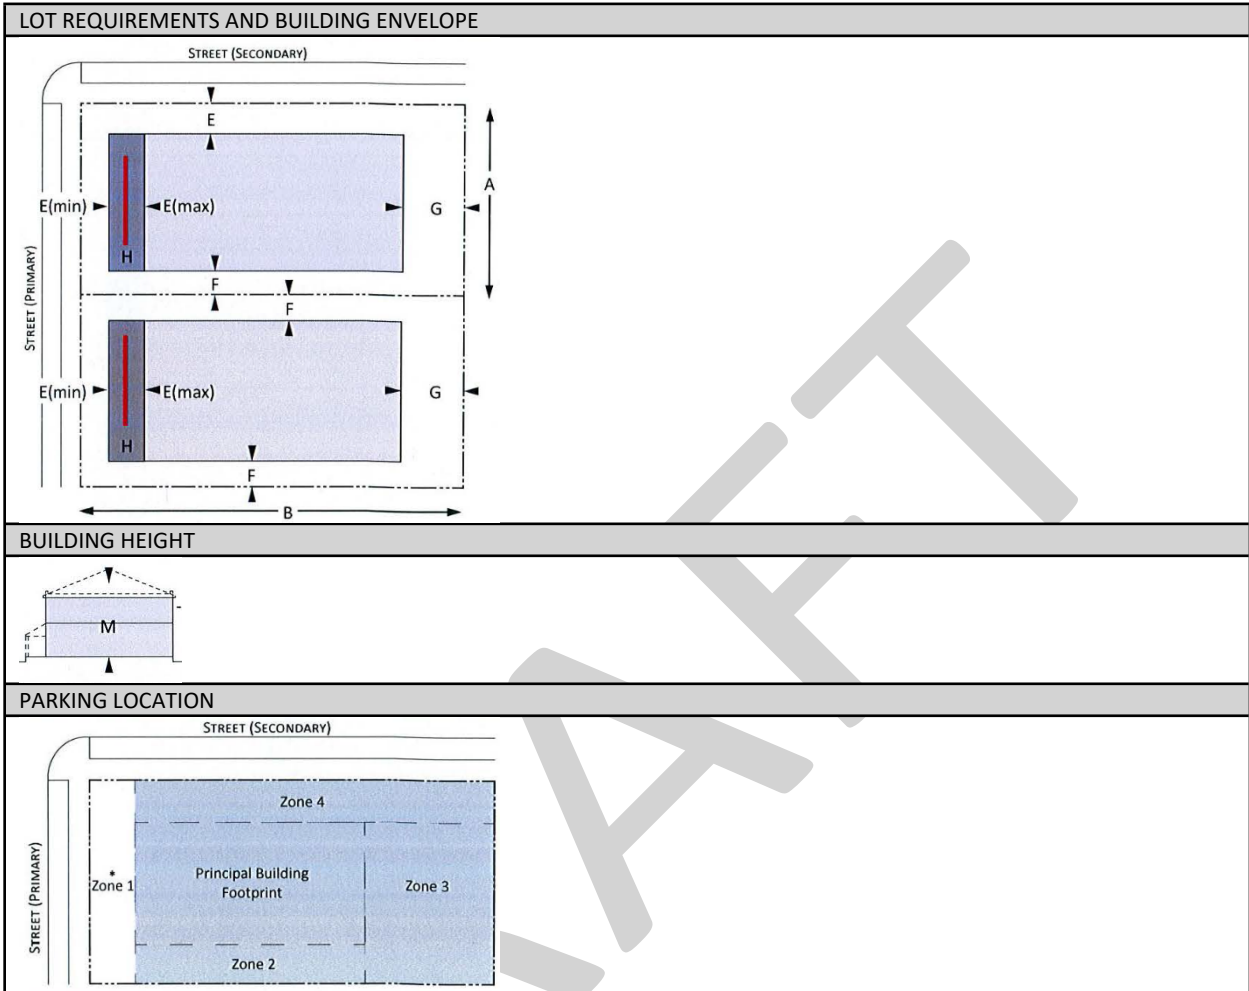 LOT REQUIREMENTS AND BUILDING ENVELOPE
STREET (SECONDARY)
E
A
E(min)
E(max)
G
H
STREET (PRIMARY)
F
F
E(min)
E(max)
G
H
F
B
BUILDING HEIGHT
M
PARKING LOCATION
STREET (SECONDARY)
Zone 4
STREET (PRIMARY)
*
Zone 1
Principal Building
Footprint
Zone 3
Zone 2
RAFT